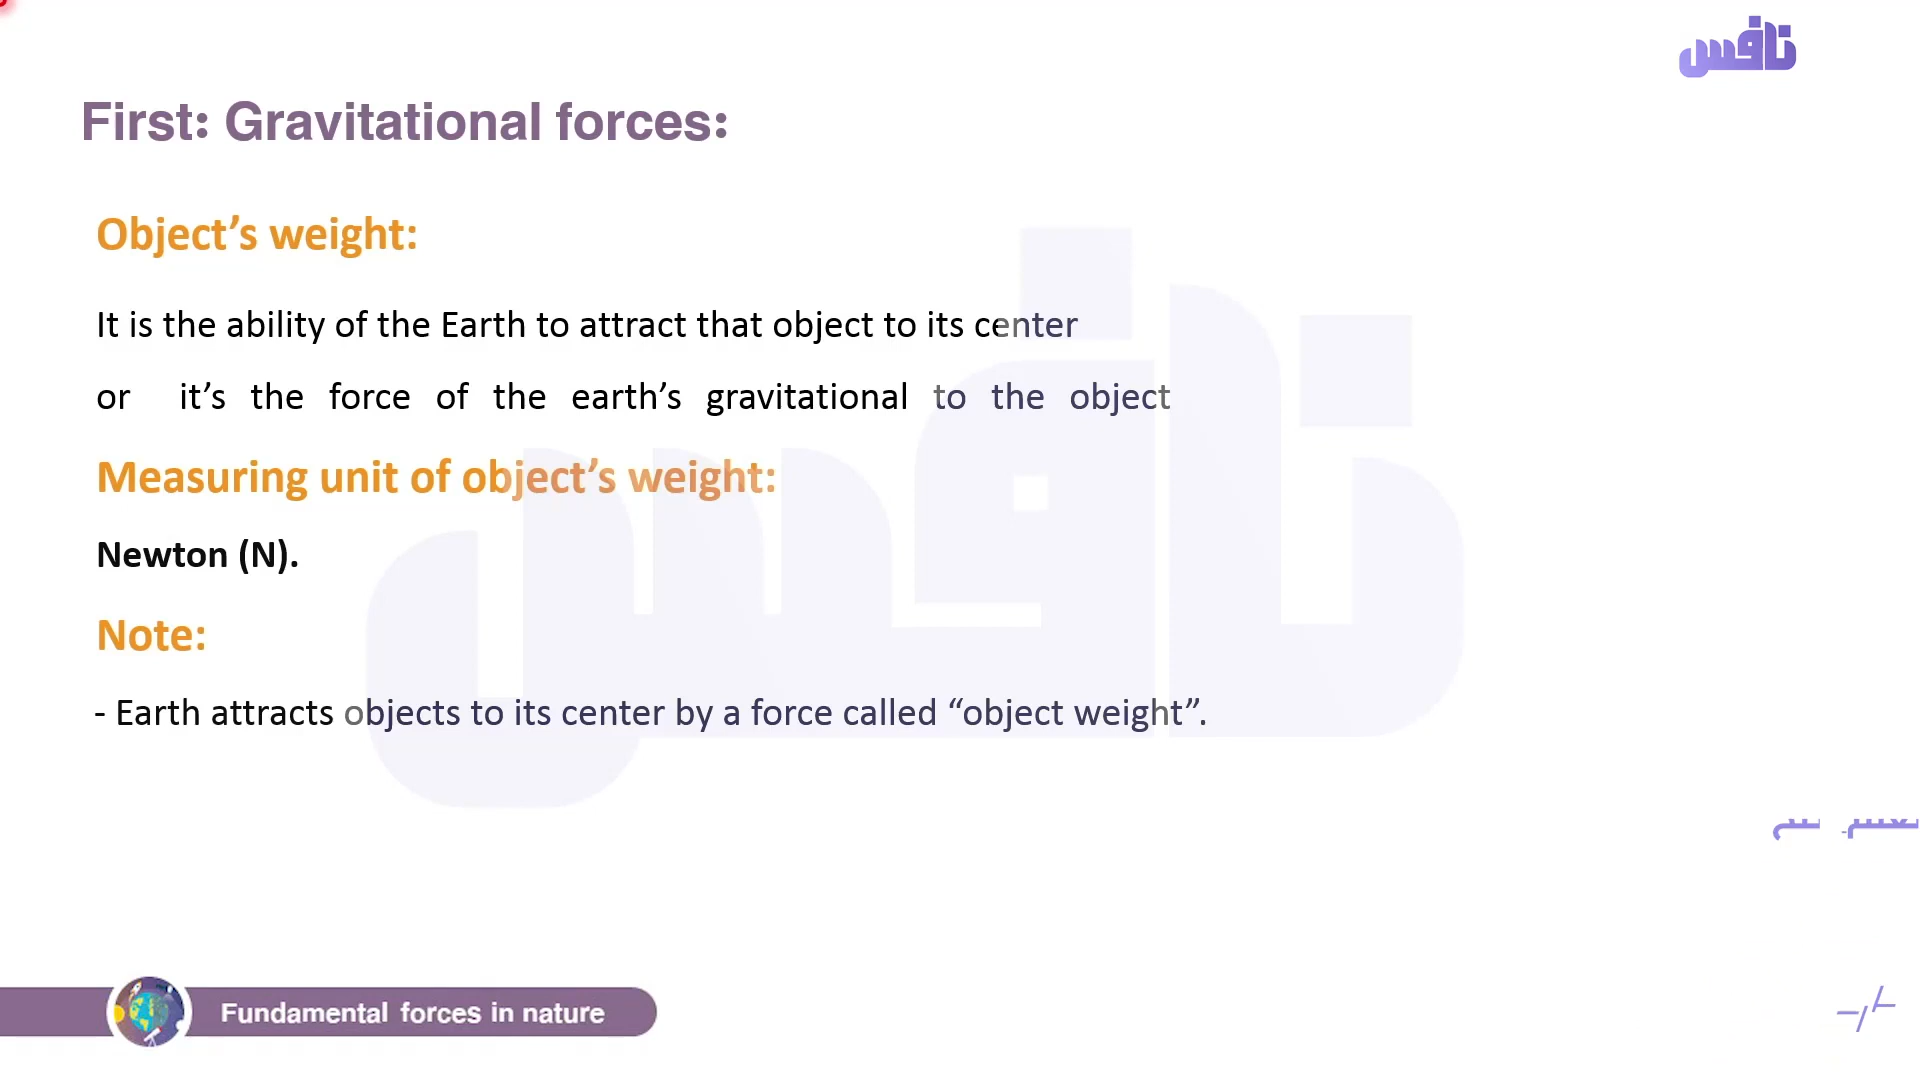 نافس
First: Gravitational forces:
Object’s weight:
It is the ability of the Earth to attract that object to its center
or it’s the force of the earth’s gravitational to the object
Measuring unit of object’s weight:
Newton (N).
Note:
- Earth attracts objects to its center by a force called “object weight”.
Fundamental forces in nature